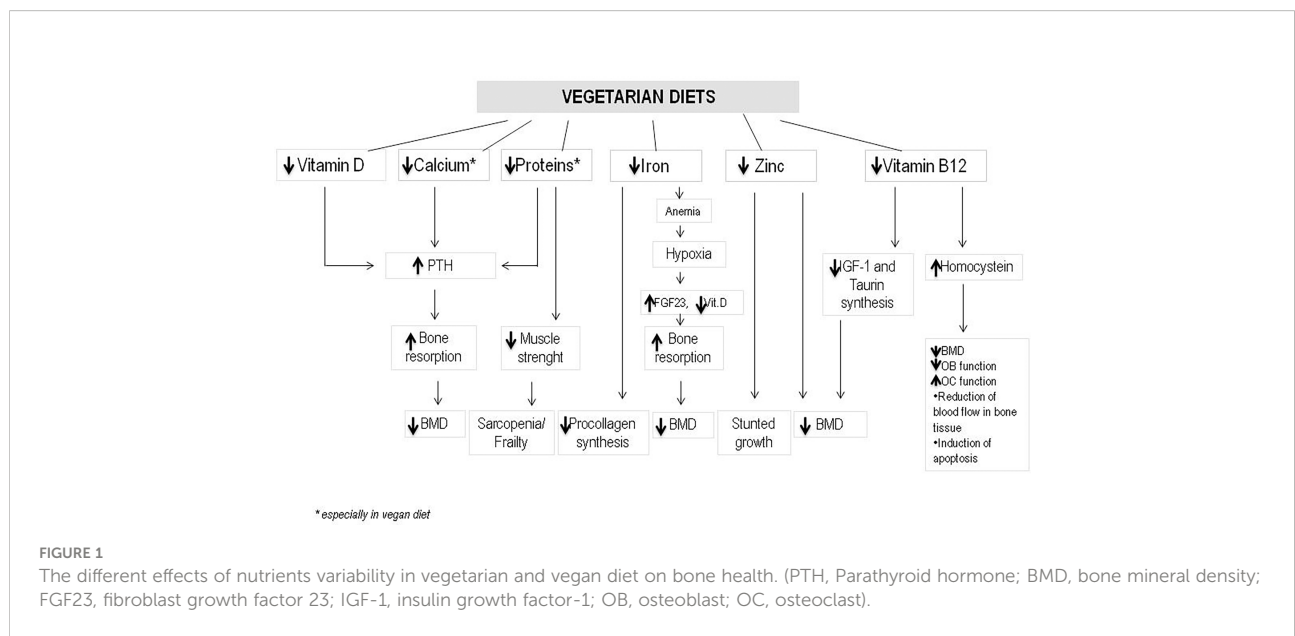 VEGETARIAN DIETS
↓Vitamin D
↓Calcium*
↓Proteins*
↓Iron
↓ Zinc
↓Vitamin B12
Anemia
Hypoxia
↑ PTH
↓IGF-1 and
Taurin
synthesis
↑Homocystein
↑FGF23, ↓Vit.D
↑ Bone
resorption
↓ Muscle
strenght
↑ Bone
resorption
↓BMD
↓OB function
↑OC function
•Reduction of
blood flow in bone
tissue
•Induction of
apoptosis
↓BMD
Sarcopenia/
Frailty
↓Procollagen
synthesis
↓BMD
Stunted
growth
↓ BMD
* especially in vegan diet
FIGURE 1
The different effects of nutrients variability in vegetarian and vegan diet on bone health. (PTH, Parathyroid hormone; BMD, bone mineral density;
FGF23, fibroblast growth factor 23; IGF-1, insulin growth factor-1; OB, osteoblast; OC, osteoclast).